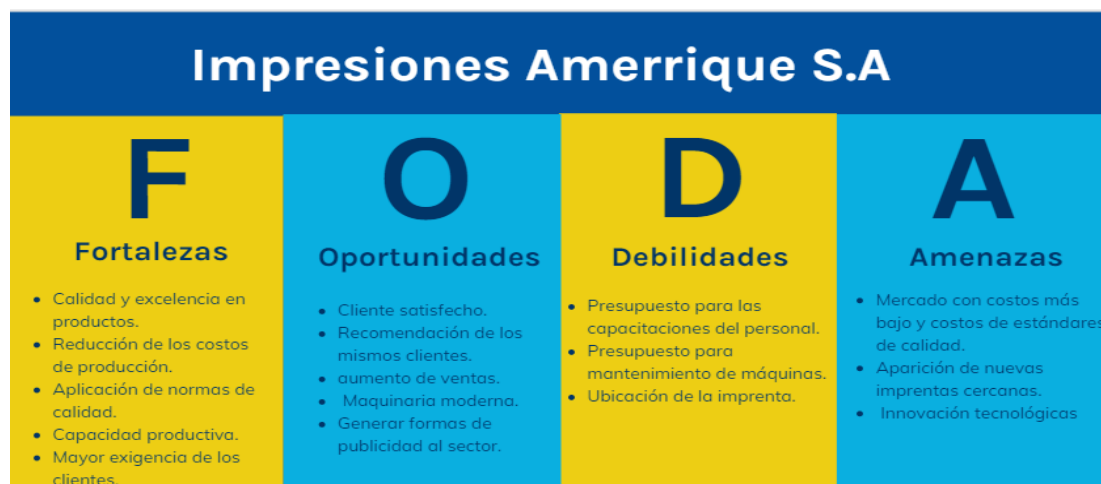 Impresiones Amerrique S.A
F
Fortalezas
• Calidad y excelencia en
productos.
• Reducción de los costos
de producción.
• Aplicación de normas de
calidad.
• Capacidad productiva.
• Mayor exigencia de los
clientes.
O
Oportunidades
• Cliente satisfecho.
• Recomendación de los
mismos clientes.
• aumento de ventas.
• Maquinaria moderna.
• Generar formas de
publicidad al sector.
D
Debilidades
• Presupuesto para las
capacitaciones del personal.
• Presupuesto para
mantenimiento de máquinas.
• Ubicación de la imprenta.
A
Amenazas
• Mercado con costos más
bajo y costos de estándares
de calidad.
• Aparición de nuevas
imprentas cercanas.
• Innovación tecnológicas